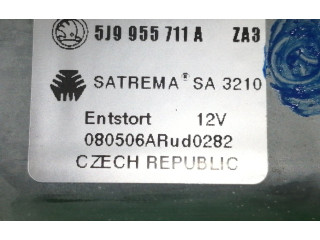 5J9 955 711 A ZA3
SATREMA® SA 3210
Entstort 12V
080506ARud0282
CZECH REPUBLIC